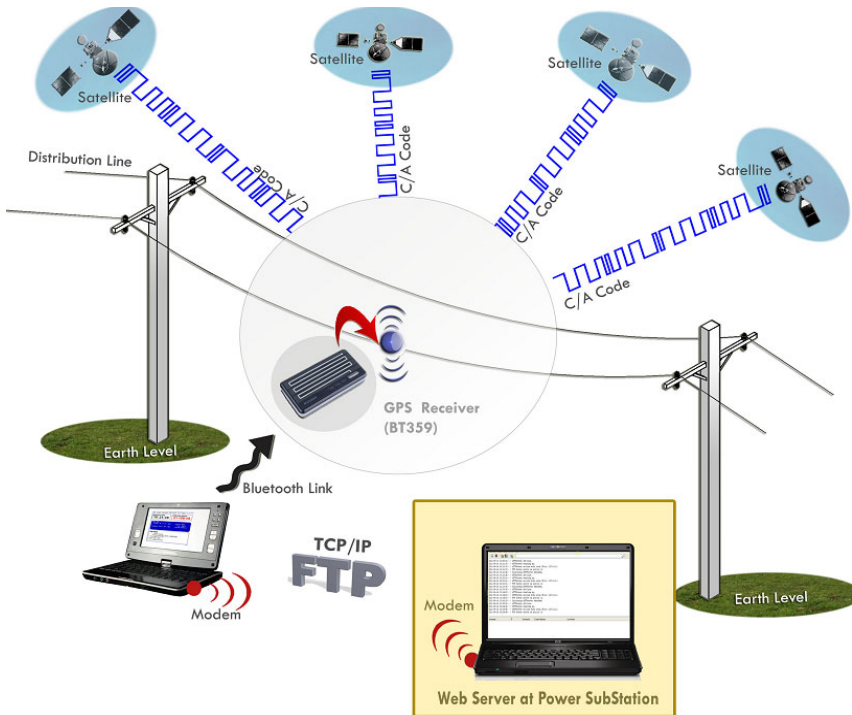 Satellite
Satellite
Satellite
Satellite
Distribution Line
C/A Code
C/A Code
C/A Code
C/A Code
GPS Receiver
(BT359)
Earth Level
Bluetooth Link
TCP/IP
FTP
Modem
Modem
Earth Level
Web Server at Power SubStation